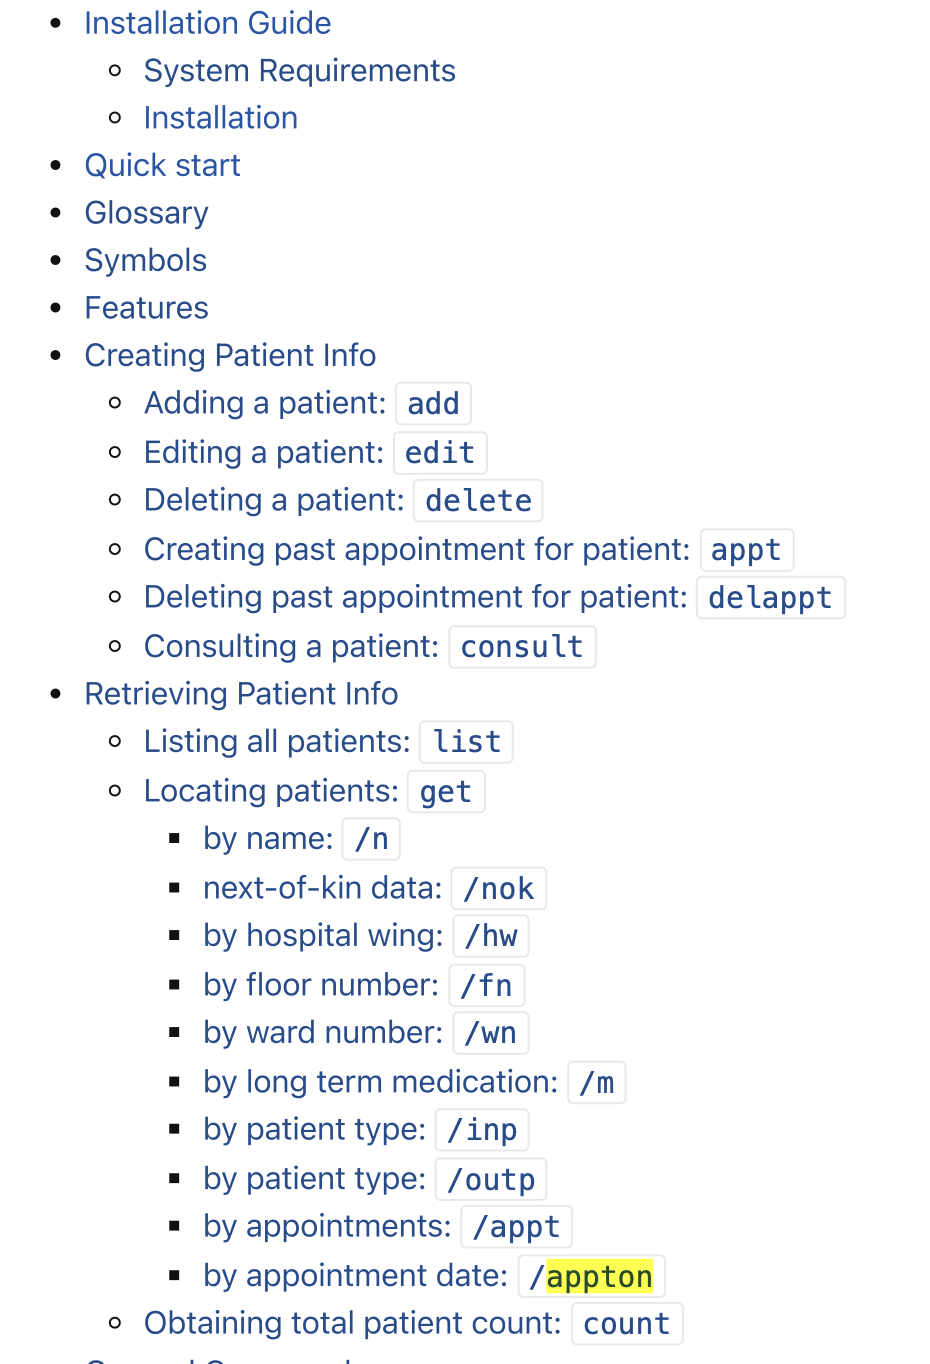 Installation Guide
System Requirements
Installation
Quick start
Glossary
Symbols
Features
Creating Patient Info
Adding a patient: add
Editing a patient: edit
Deleting a patient: delete
Creating past appointment for patient: appt
Deleting past appointment for patient: delappt
Consulting a patient: consult
Retrieving Patient Info
Listing all patients: list
Locating patients: get
by name: /n
next-of-kin data: /nok
by hospital wing: /hw
by floor number: /fn
by ward number: /wn
by long term medication: /m
by patient type: /inp
by patient type: /outp
by appointments: /appt
by appointment date: /appton
Obtaining total patient count: count